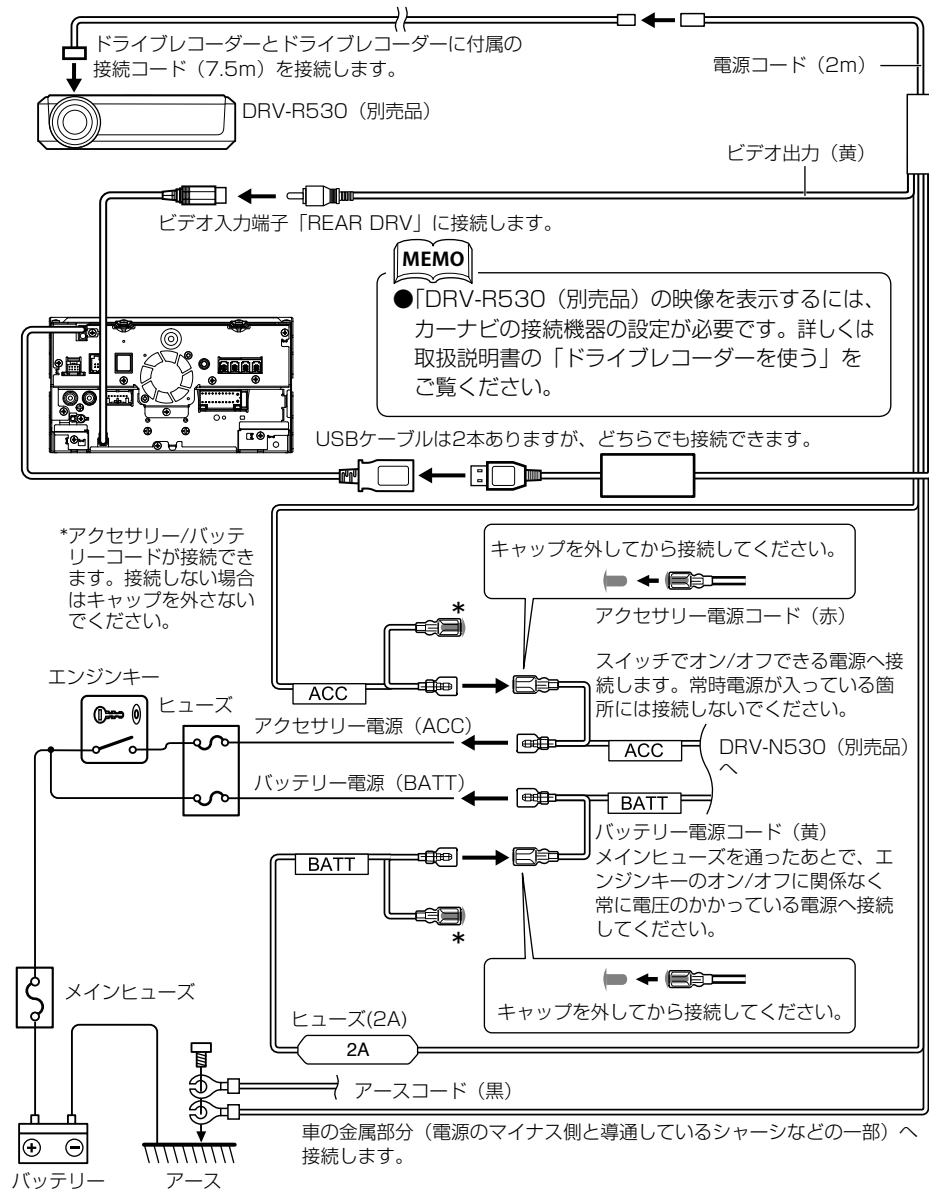 ドライブレコーダーとドライブレコーダーに付属の
接続コード（7.5m）を接続します。
電源コード（2m）
DRV-R530（別売品）
ビデオ出力（黄）
ビデオ入力端子「REAR DRV」に接続します。
MEMO
●「DRV-R530（別売品）の映像を表示するには、
カーナビの接続機器の設定が必要です。詳しくは
取扱説明書の「ドライブレコーダーを使う」を
ご覧ください。
USBケーブルは2本ありますが、どちらでも接続できます。
*アクセサリー/バッテ
リーコードが接続でき
ます。接続しない場合
はキャップを外さない
でください。
キャップを外してから接続してください。
アクセサリー電源コード（赤）
*
スイッチでオン/オフできる電源へ接
続します。常時電源が入っている箇
所には接続しないでください。
エンジンキー
ヒューズ
ACC
アクセサリー電源（ACC）
ACC
DRV-N530（別売品）
へ
バッテリー電源（BATT）
BATT
バッテリー電源コード（黄）
メインヒューズを通ったあとで、エ
ンジンキーのオン/オフに関係なく
常に電圧のかかっている電源へ接続
してください。
BATT
*
メインヒューズ
キャップを外してから接続してください。
ヒューズ(2A)
2A
アースコード（黒）
車の金属部分（電源のマイナス側と導通しているシャーシなどの一部）へ
接続します。
バッテリー
アース